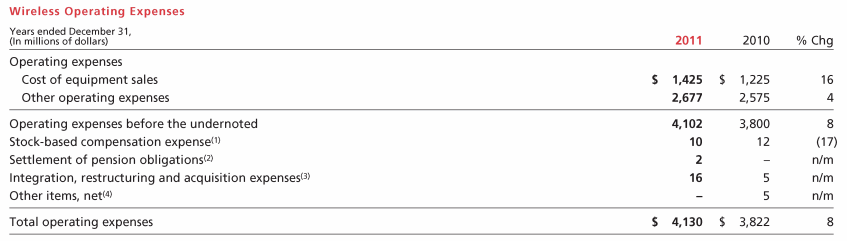 Wireless Operating Expenses
Years ended December 31,
(In millions of dollars) 2011 2010 % Chg
Operating expenses
Cost of equipment sales $ 1,425 $ 1,225 16
Other operating expenses 2,677 2,575 4
Operating expenses before the undernoted 4,102 3,800 8
Stock-based compensation expense(1) 10 12 (17)
Settlement of pension obligations(2) 2 – n/m
Integration, restructuring and acquisition expenses(3) 16 5 n/m
Other items, net(4) – 5 n/m
Total operating expenses $ 4,130 $ 3,822 8